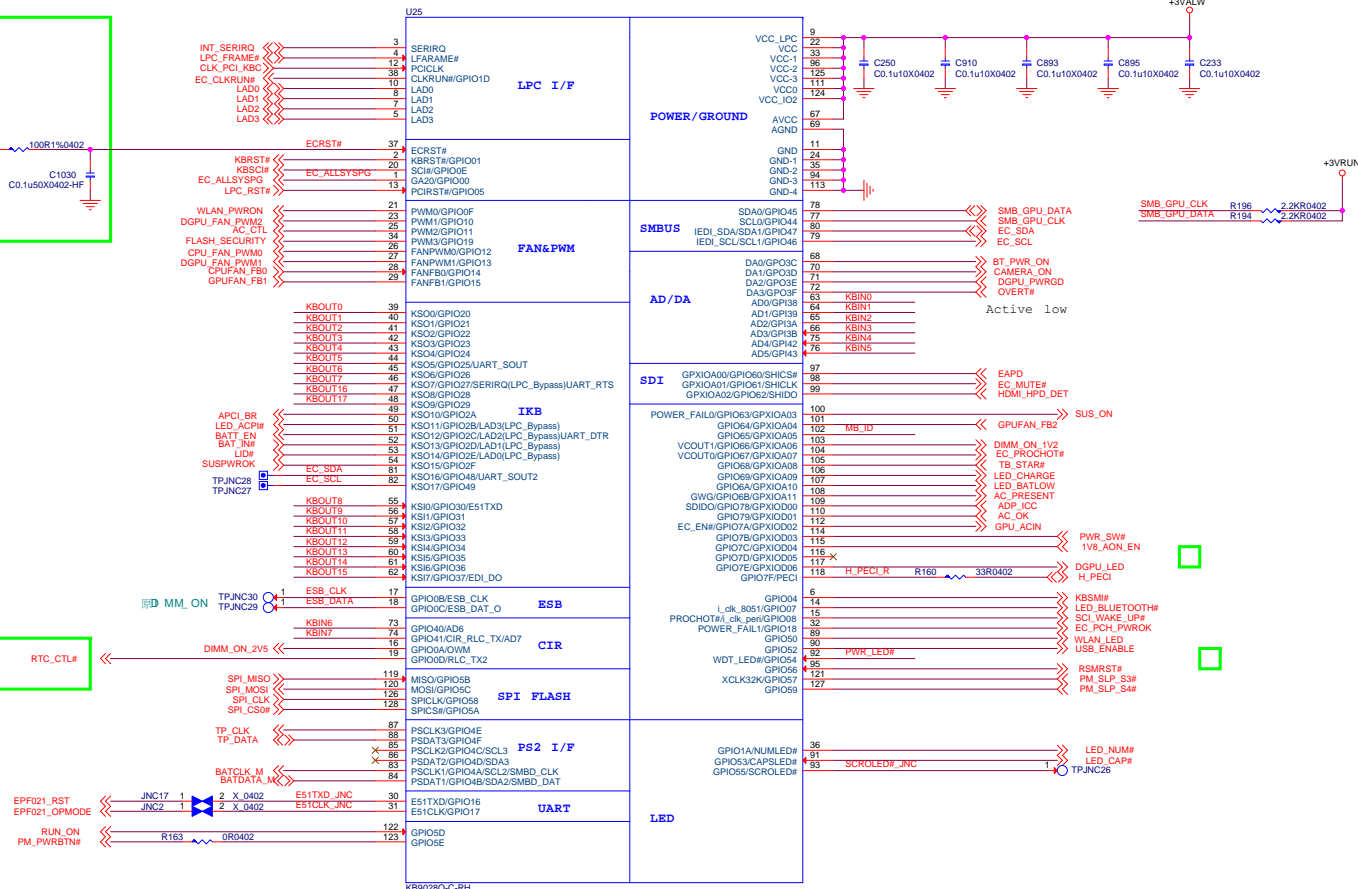 U25
+3VALW
INT_SERIRQ
LPC_FRAME#
CLK_PCI_KBC
EC_CLKRUN#
LAD0
LAD1
LAD2
LAD3
3 SERIRQ
4 LFARAME#
12 PCICLK
38 CLKRUN#/GPIO1D
10 LAD0
8 LAD1
7 LAD2
5 LAD3
LPC I/F
100R1%0402
C1030
C0.1u50X0402-HF
ECRST#
KBRST#
KBSCI#
EC_ALLSYSPG
EC_ALLSYSPG
LPC_RST#
37 ECRST#
2 KBRST#/GPIO01
20 SCI#/GPIO0E
1 GA20/GPIO00
13 PCIRST#/GPIO05
WLAN_PWRON
DGPU_FAN_PWM2
AC_CTL
FLASH_SECURITY
CPU_FAN_PWM0
DGPU_FAN_PWM1
CPUFAN_FB0
GPUFAN_FB1
21 PWM0/GPIO0F
23 PWM1/GPIO10
25 PWM2/GPIO11
34 PWM3/GPIO19
26 FANPWM0/GPIO12
27 FANPWM1/GPIO13
28 FANFB0/GPIO14
29 FANFB1/GPIO15
FAN&PWM
KBOUT0 39 KSO0/GPIO20
KBOUT1 40 KSO1/GPIO21
KBOUT2 41 KSO2/GPIO22
KBOUT3 42 KSO3/GPIO23
KBOUT4 43 KSO4/GPIO24
KBOUT5 44 KSO5/GPIO25/UART_SOUT
KBOUT6 45 KSO6/GPIO26
KBOUT7 46 KSO7/GPIO27/SERIRQ(LPC_Bypass)UART_RTS
KBOUT16 47 KSO8/GPIO28
KBOUT17 48 KSO9/GPIO29
APCI_BR 49 KSO10/GPIO2A
LED_ACPI# 50 KSO11/GPIO2B/LAD3(LPC_Bypass)
BATT_EN 51 KSO12/GPIO2C/LAD2(LPC_Bypass)UART_DTR
BAT_IN# 52 KSO13/GPIO2D/LAD1(LPC_Bypass)
LID# 53 KSO14/GPIO2E/LAD0(LPC_Bypass)
SUSPWROK 54 KSO15/GPIO2F
TPJNC28 EC_SDA 81 KSO16/GPIO48/UART_SOUT2
TPJNC27 EC_SCL 82 KSO17/GPIO49
IKB
KBOUT8 55 KSI0/GPIO30/E51TXD
KBOUT9 56 KSI1/GPIO31
KBOUT10 57 KSI2/GPIO32
KBOUT11 58 KSI3/GPIO33
KBOUT12 59 KSI4/GPIO34
KBOUT13 60 KSI5/GPIO35
KBOUT14 61 KSI6/GPIO36
KBOUT15 62 KSI7/GPIO37/EDI_DO
MM_ON
TPJNC30 1 ESB_CLK 17 GPIO0B/ESB_CLK
TPJNC29 1 ESB_DATA 18 GPIO0C/ESB_DAT_O
ESB
KBIN6 73 GPIO40/AD6
KBIN7 74 GPIO41/CIR_RLC_TX/AD7
DIMM_ON_2V5 16 GPIO0A/OWM
RTC_CTL# 19 GPIO0D/RLC_TX2
CIR
SPI_MISO 119 MISO/GPIO5B
SPI_MOSI 120 MOSI/GPIO5C
SPI_CLK 126 SPICLK/GPIO58
SPI_CS0# 128 SPICS#/GPIO5A
SPI FLASH
TP_CLK 87 PSCLK3/GPIO4E
TP_DATA 88 PSDAT3/GPIO4F
85 PSCLK2/GPIO4C/SCL3
86 PSDAT2/GPIO4D/SDA3
BATCLK_M 83 PSCLK1/GPIO4A/SCL2/SMBD_CLK
BATDATA_M 84 PSDAT1/GPIO4B/SDA2/SMBD_DAT
PS2 I/F
EPF021_RST JNC17 1 2 X_0402 E51TXD_JNC 30 E51TXD/GPIO16
EPF021_OPMODE JNC2 1 2 X_0402 E51CLK_JNC 31 E51CLK/GPIO17
UART
RUN_ON 122 GPIO5D
PM_PWRBTN# R163 0R0402 123 GPIO5E
KB9028Q-C-RH
POWER/GROUND
VCC_LPC 9
VCC 22
VCC-1 33
VCC-2 96
VCC-3 125
VCC0 111
VCC_IO2 124
AVCC 67
AGND 69
GND 11
GND-1 24
GND-2 35
GND-3 94
GND-4 113
C250
C0.1u10X0402
C910
C0.1u10X0402
C893
C0.1u10X0402
C895
C0.1u10X0402
C233
C0.1u10X0402
+3VRUN
SMB_GPU_CLK R196 2.2KR0402
SMB_GPU_DATA R194 2.2KR0402
SMBUS
SDA0/GPIO45 78 SMB_GPU_DATA
SCL0/GPIO44 77 SMB_GPU_CLK
IEDI_SDA/SDA1/GPIO47 80 EC_SDA
IEDI_SCL/SCL1/GPIO46 79 EC_SCL
AD/DA
DA0/GPO3C 68 BT_PWR_ON
DA1/GPO3D 70 CAMERA_ON
DA2/GPO3E 71 DGPU_PWRGD
DA3/GPO3F 72 OVERT#
AD0/GPI38 63 KBIN0
AD1/GPI39 64 KBIN1
AD2/GPI3A 65 KBIN2
AD3/GPI3B 66 KBIN3
AD4/GPI42 75 KBIN4
AD5/GPI43 76 KBIN5
Active low
SDI
GPXIOA00/GPIO60/SHICS# 97 EAPD
GPXIOA01/GPIO61/SHICLK 98 EC_MUTE#
GPXIOA02/GPIO62/SHIDO 99 HDMI_HPD_DET
POWER_FAIL0/GPIO63/GPXIOA03 100 SUS_ON
GPIO64/GPXIOA04 101 GPUFAN_FB2
GPIO65/GPXIOA05 102 MB_ID
VCOUT1/GPIO66/GPXIOA06 103 DIMM_ON_1V2
VCOUT0/GPIO67/GPXIOA07 104 EC_PROCHOT#
GPIO68/GPXIOA08 105 TB_STAR#
GPIO69/GPXIOA09 106 LED_CHARGE
GPIO6A/GPXIOA10 107 LED_BATLOW
GWG/GPIO6B/GPXIOA11 108 AC_PRESENT
SDIDO/GPIO78/GPXIOD00 109 ADP_ICC
GPIO79/GPXIOD01 110 AC_OK
EC_EN#/GPIO7A/GPXIOD02 112 GPU_ACIN
GPIO7B/GPXIOD03 114 PWR_SW#
GPIO7C/GPXIOD04 115 1V8_AON_EN
GPIO7D/GPXIOD05 116
GPIO7E/GPXIOD06 117 DGPU_LED
GPIO7F/PECI 118 H_PECI_R R160 33R0402 H_PECI
GPIO04 6 KBSMI#
i_clk_8051/GPIO07 14 LED_BLUETOOTH#
PROCHOT#/i_clk_peri/GPIO08 15 SCI_WAKE_UP#
POWER_FAIL1/GPIO18 32 EC_PCH_PWROK
GPIO50 89 WLAN_LED
GPIO52 90 USB_ENABLE
WDT_LED#/GPIO54 92 PWR_LED#
GPIO56 95 RSMRST#
XCLK32K/GPIO57 121 PM_SLP_S3#
GPIO59 127 PM_SLP_S4#
GPIO1A/NUMLED# 36 LED_NUM#
GPIO53/CAPSLED# 91 LED_CAP#
GPIO55/SCROLED# 93 SCROLED#_JNC 1 TPJNC26
LED